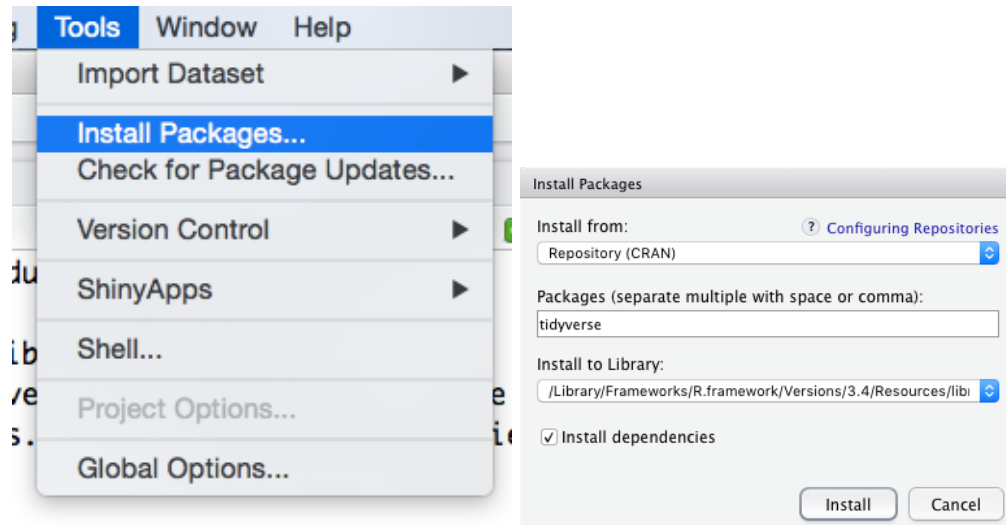 Tools Window Help
Import Dataset
Install Packages...
Check for Package Updates...
Version Control
ShinyApps
Shell...
Project Options...
Global Options...
Install Packages
Install from:
? Configuring Repositories
Repository (CRAN)
Packages (separate multiple with space or comma):
tidyverse
Install to Library:
/Library/Frameworks/R.framework/Versions/3.4/Resources/libr
Install dependencies
Install Cancel